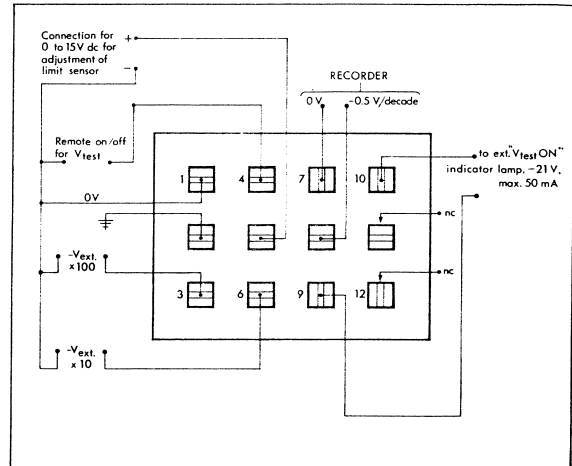 Connection for
0 to 15V dc for
adjustment of
limit sensor
+
−
RECORDER
0 V
−0.5 V/decade
Remote on/off
for Vtest
to ext."Vtest ON"
indicator lamp. −21 V,
max. 50 mA
1
4
7
10
0V
nc
−Vext.
x 100
nc
3
6
9
12
−Vext.
x 10